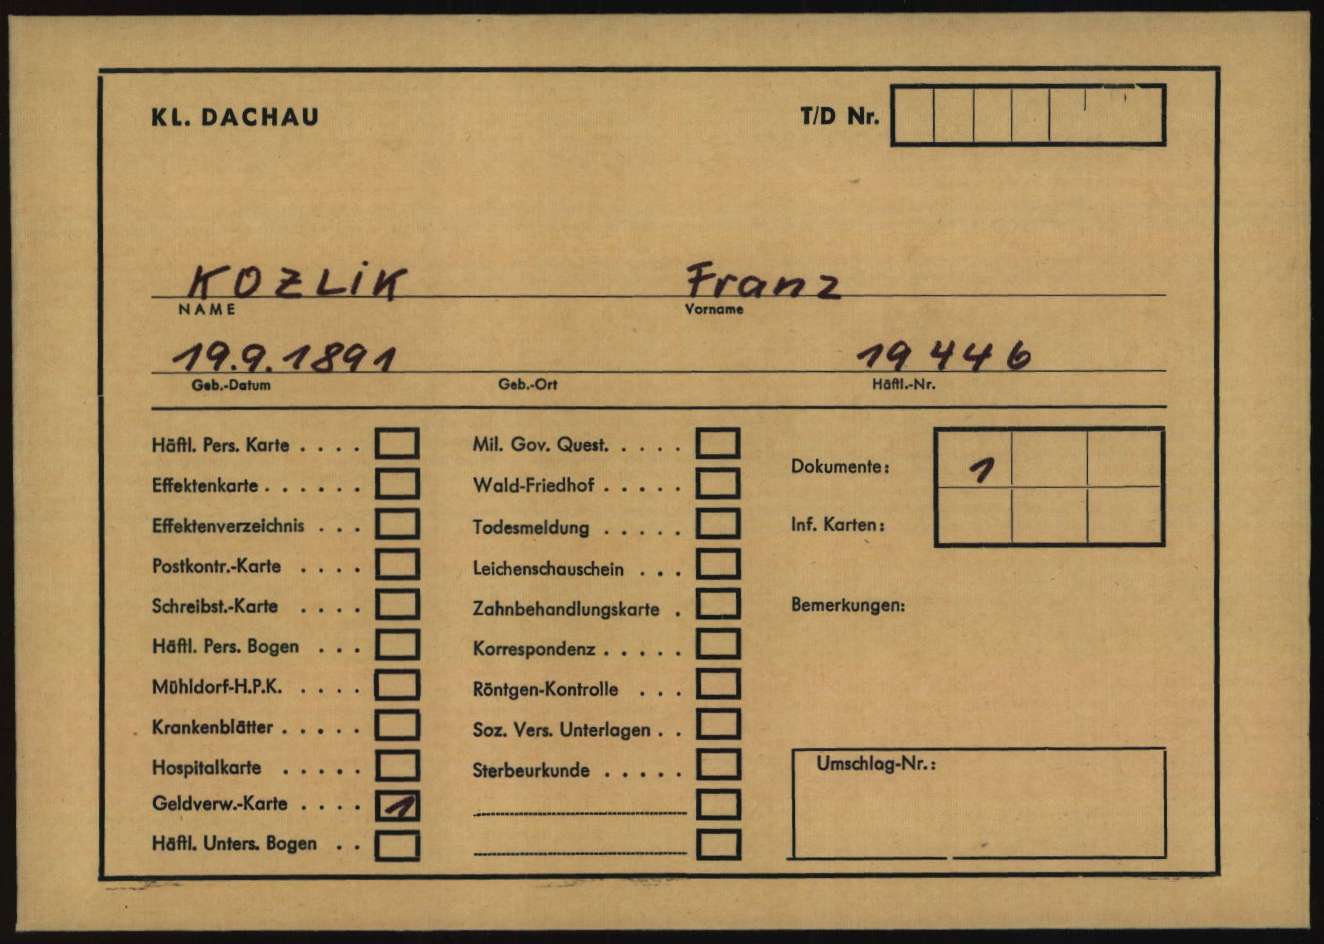 KL. DACHAU T/D Nr.
KOZLiK Franz
NAME Vorname
19.9.1891 19446
Geb.-Datum Geb.-Ort Häftl.-Nr.
Häftl. Pers. Karte . . . . Mil. Gov. Quest. . . . . Dokumente: 1
Effektenkarte . . . . . . Wald-Friedhof . . . . .
Effektenverzeichnis . . . Todesmeldung . . . . . Inf. Karten:
Postkontr.-Karte . . . . Leichenschauschein . . .
Schreibst.-Karte . . . . Zahnbehandlungskarte . Bemerkungen:
Häftl. Pers. Bogen . . . Korrespondenz . . . . .
Mühldorf-H.P.K. . . . . Röntgen-Kontrolle . . .
Krankenblätter . . . . . Soz. Vers. Unterlagen . .
Hospitalkarte . . . . . Sterbeurkunde . . . . . Umschlag-Nr.:
Geldverw.-Karte . . . . 1
Häftl. Unters. Bogen . .